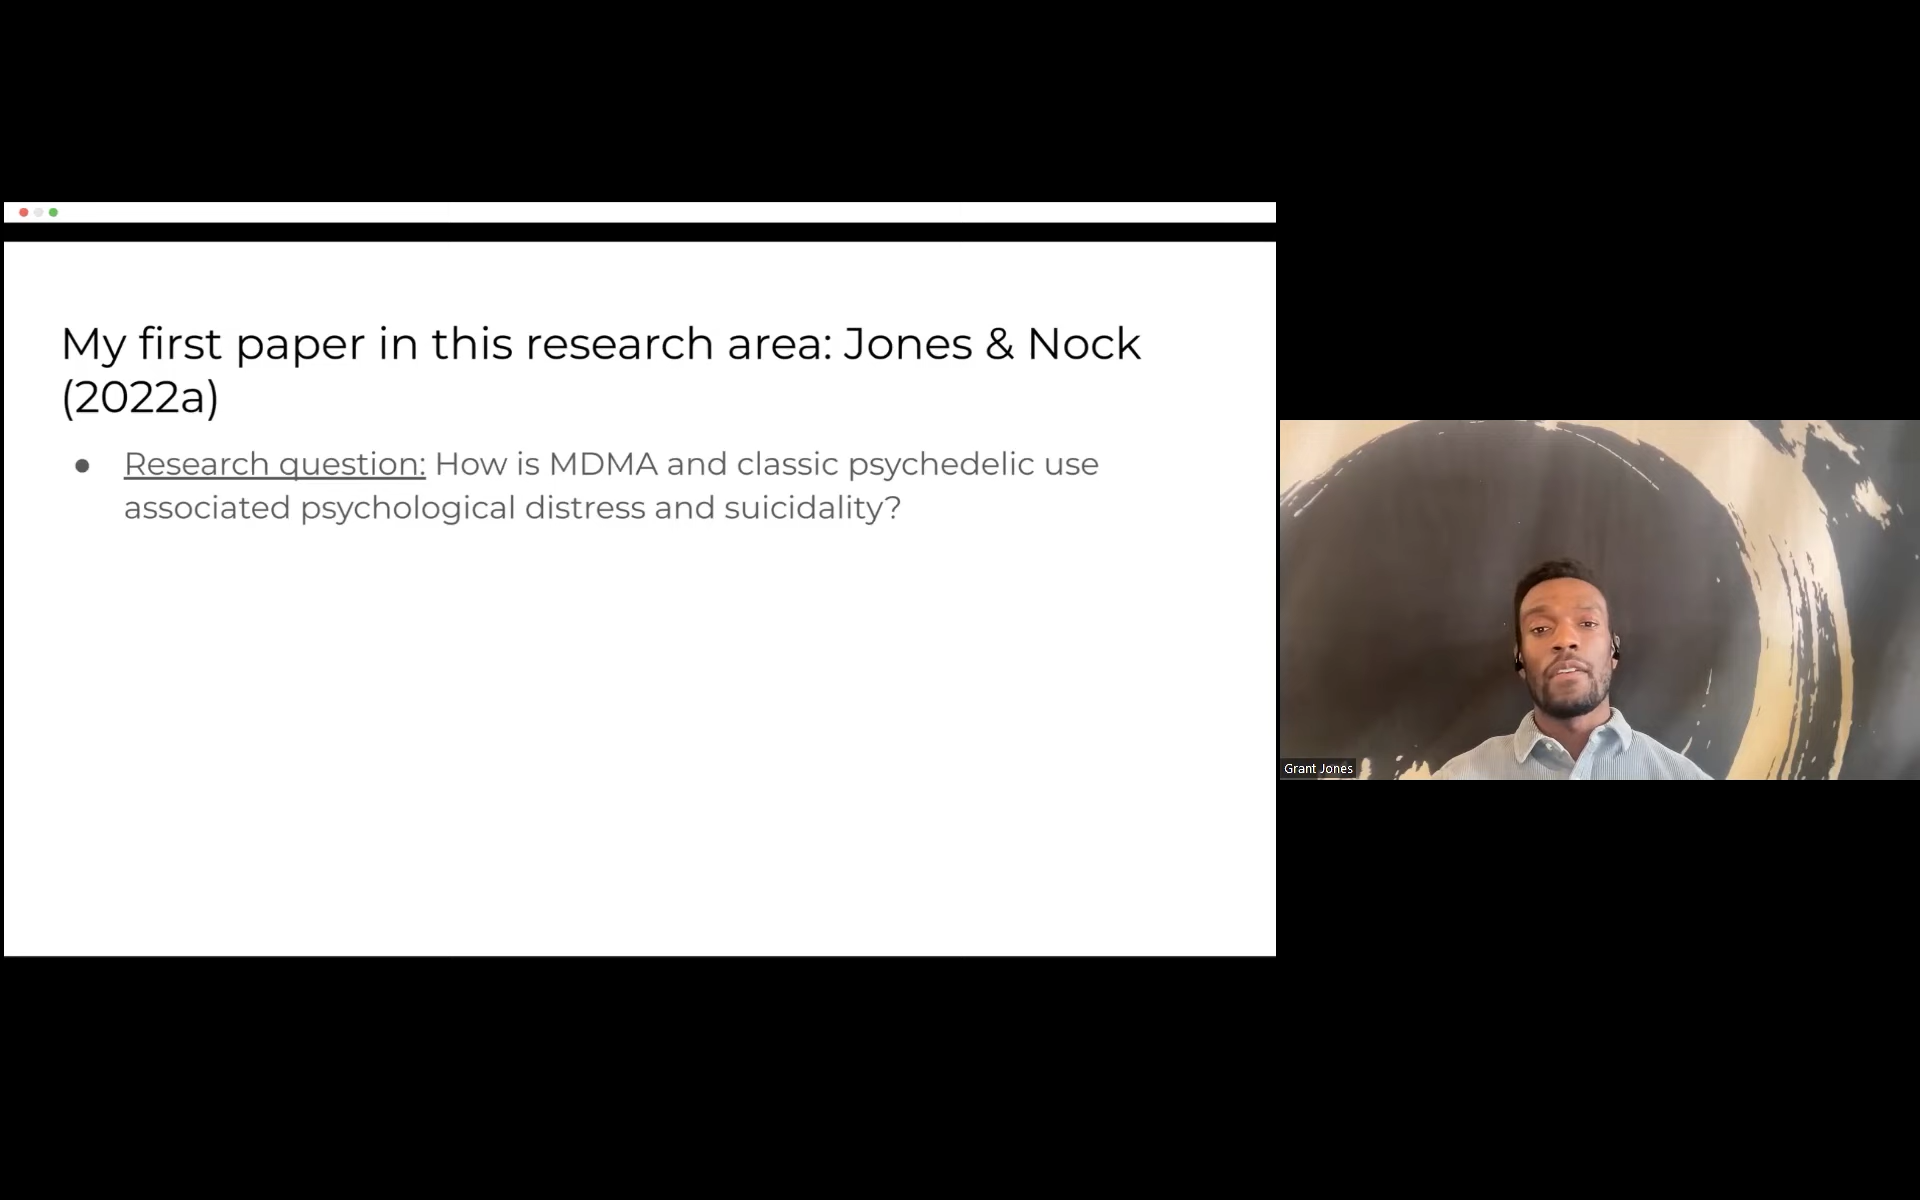 My first paper in this research area: Jones & Nock
(2022a)
● Research question: How is MDMA and classic psychedelic use
associated psychological distress and suicidality?
Grant Jones